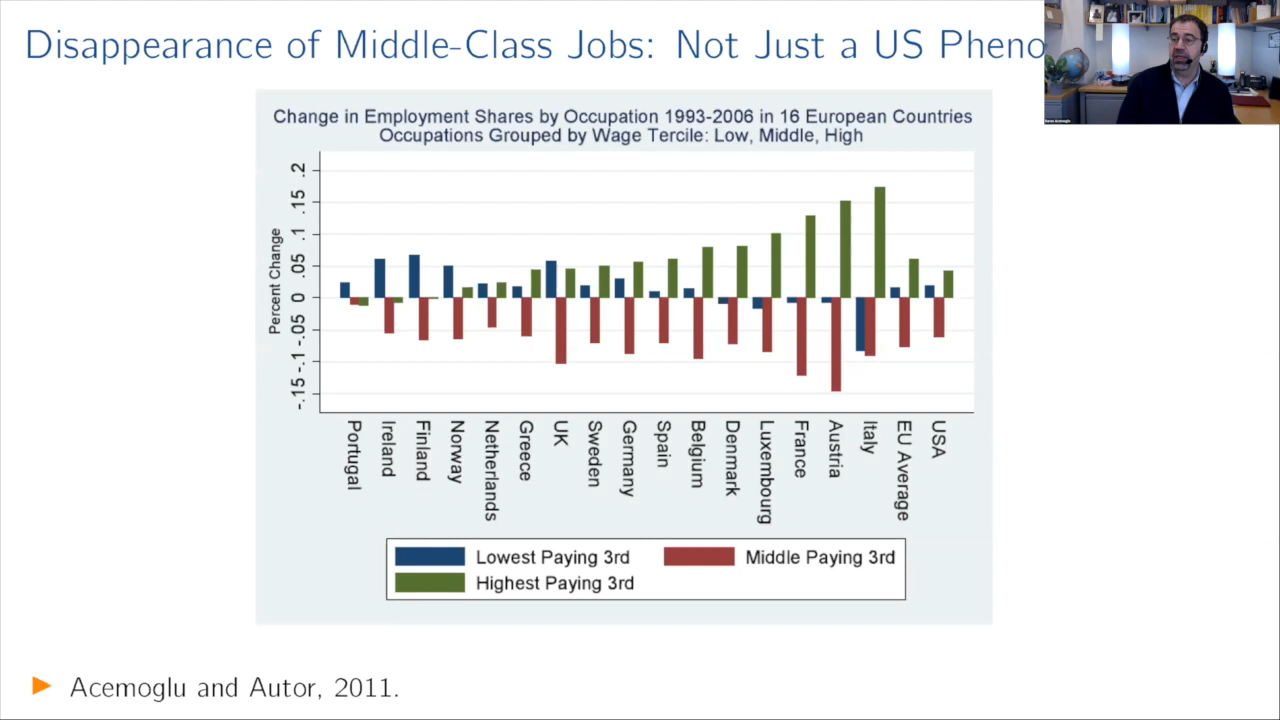 Disappearance of Middle-Class Jobs: Not Just a US Pheno
Change in Employment Shares by Occupation 1993-2006 in 16 European Countries
Occupations Grouped by Wage Tercile: Low, Middle, High
Percent Change
.2
.15
.1
.05
0
-.05
-.1
-.15
Portugal
Ireland
Finland
Norway
Netherlands
Greece
UK
Sweden
Germany
Spain
Belgium
Denmark
Luxembourg
France
Austria
Italy
EU Average
USA
Lowest Paying 3rd
Middle Paying 3rd
Highest Paying 3rd
Acemoglu and Autor, 2011.